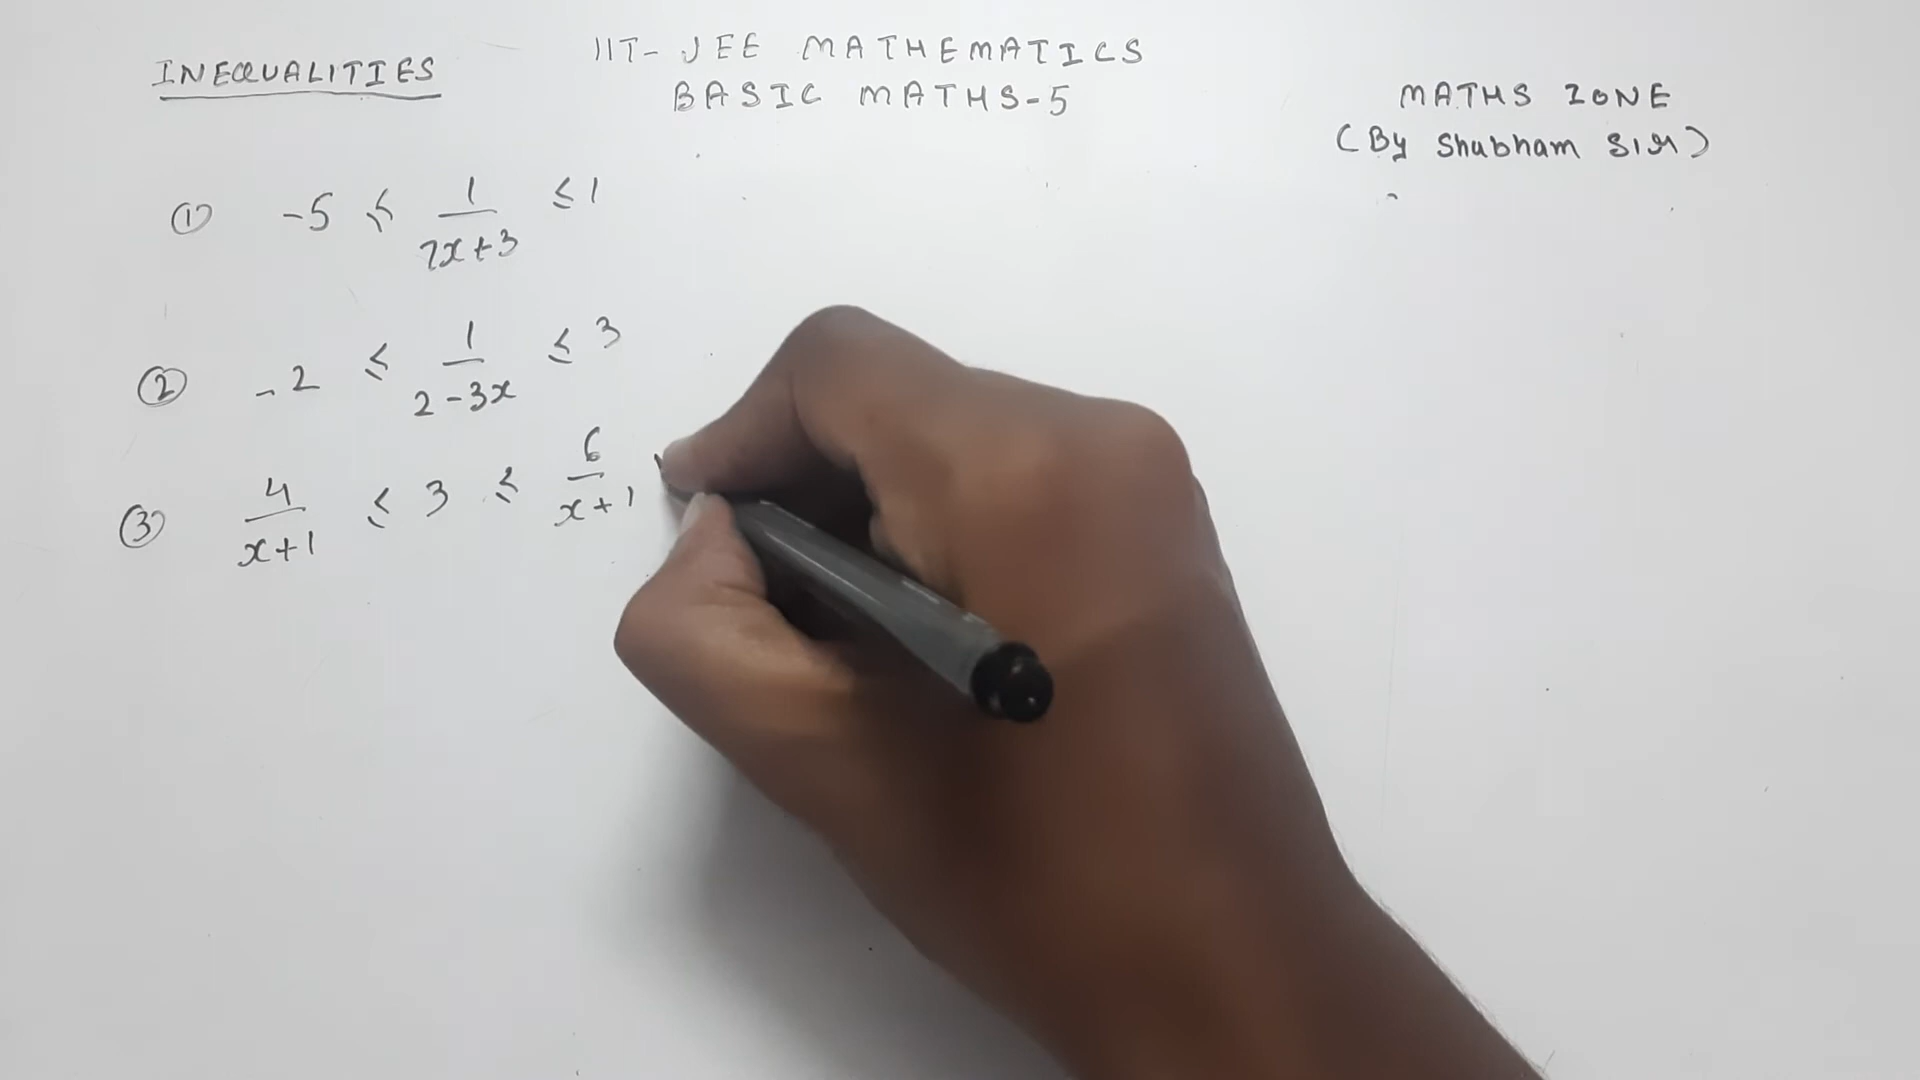 INEQUALITIES
IIT-JEE MATHEMATICS
BASIC MATHS-5
MATHS ZONE
(By Shubham SIR)
① -5 ≤ 1/7x+3 ≤ 1
② -2 ≤ 1/2-3x ≤ 3
③ 4/x+1 ≤ 3 ≤ 6/x+1